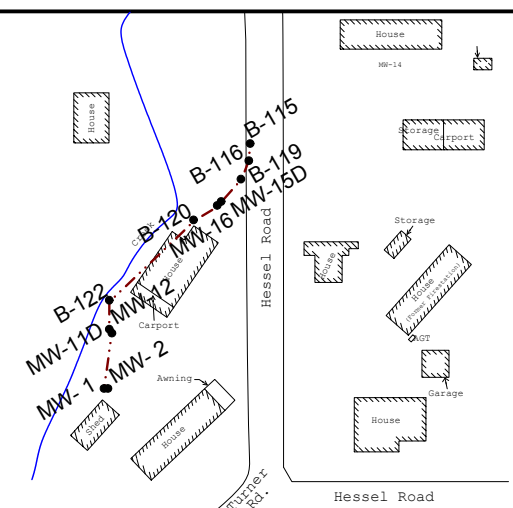 House
MW-14
House
Storage
Carport
B-115
B-116
B-119
MW-15D
B-120
MW-16
Creek
House
Hessel Road
Storage
House
House
(Fomer Firestation)
AGT
B-122
MW-12
MW-11D
Carport
MW- 1
MW- 2
Awning
Garage
Shed
House
House
Turner
Rd.
Hessel Road